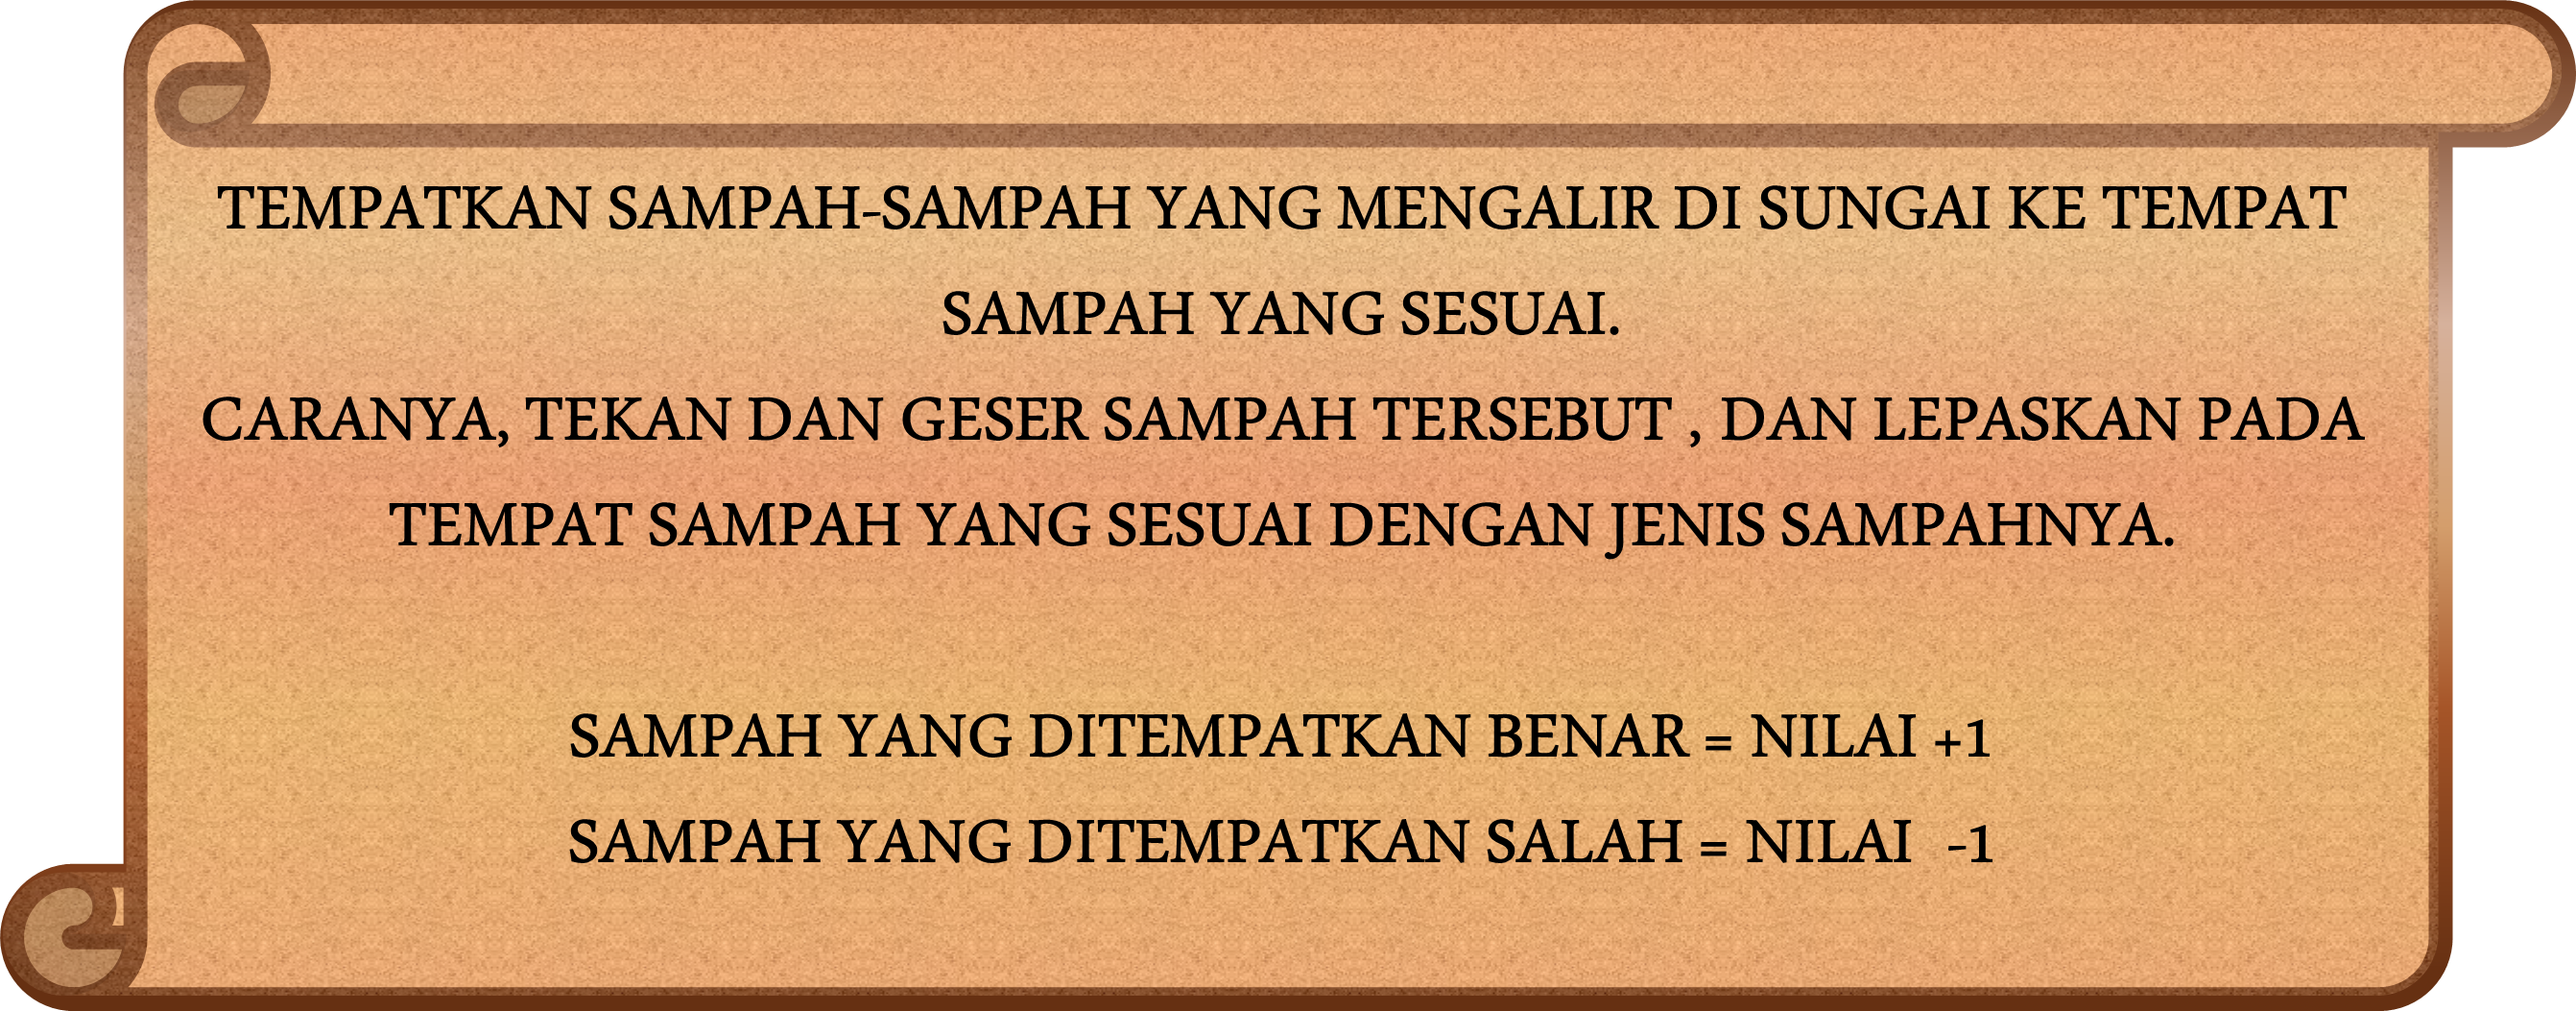 TEMPATKAN SAMPAH-SAMPAH YANG MENGALIR DI SUNGAI KE TEMPAT
SAMPAH YANG SESUAI.
CARANYA, TEKAN DAN GESER SAMPAH TERSEBUT , DAN LEPASKAN PADA
TEMPAT SAMPAH YANG SESUAI DENGAN JENIS SAMPAHNYA.
SAMPAH YANG DITEMPATKAN BENAR = NILAI +1
SAMPAH YANG DITEMPATKAN SALAH = NILAI  -1